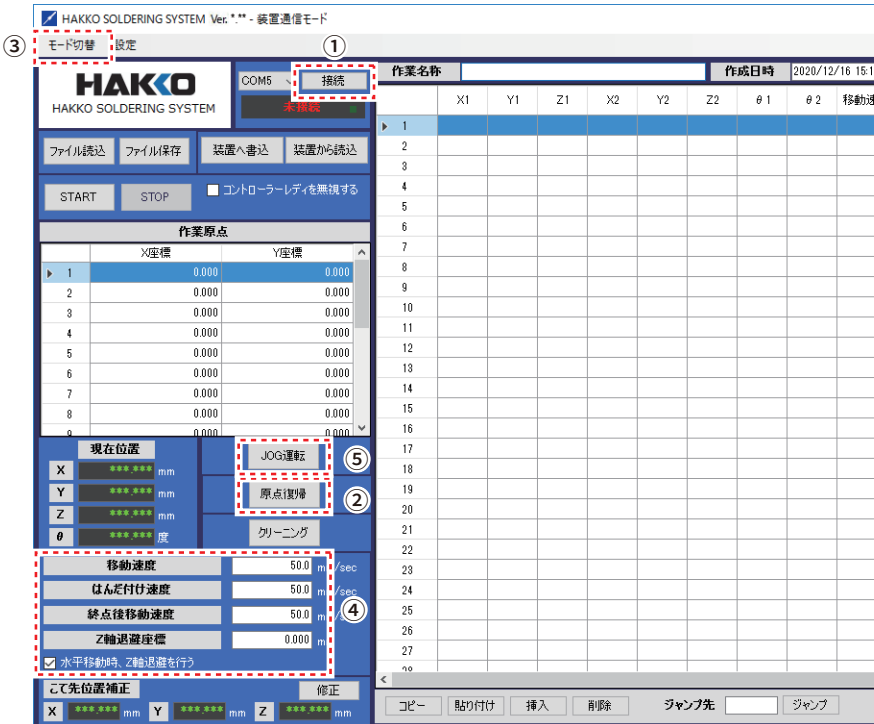 HAKKO SOLDERING SYSTEM Ver. *.** - 装置通信モード
③ モード切替 設定 ①
HAKKO
HAKKO SOLDERING SYSTEM
COM5 接続
未接続
ファイル読込 ファイル保存 装置へ書込 装置から読込
START STOP コントローラーレディを無視する
作業原点
X座標 Y座標
1 0.000 0.000
2 0.000 0.000
3 0.000 0.000
4 0.000 0.000
5 0.000 0.000
6 0.000 0.000
7 0.000 0.000
8 0.000 0.000
9 0.000 0.000
現在位置
X ***.*** mm
Y ***.*** mm
Z ***.*** mm
θ ***.*** 度
JOG運転 ⑤
原点復帰 ②
クリーニング
移動速度 50.0 mm/sec
はんだ付け速度 50.0 mm/sec
終点後移動速度 50.0
Z軸退避座標 0.000
④
水平移動時、Z軸退避を行う
こて先位置補正 修正
X ***.*** mm Y ***.*** mm Z ***.*** mm
作業名称 作成日時 2020/12/16 15:1
X1 Y1 Z1 X2 Y2 Z2 θ1 θ2 移動速
1
2
3
4
5
6
7
8
9
10
11
12
13
14
15
16
17
18
19
20
21
22
23
24
25
26
27
28
コピー 貼り付け 挿入 削除 ジャンプ先 ジャンプ